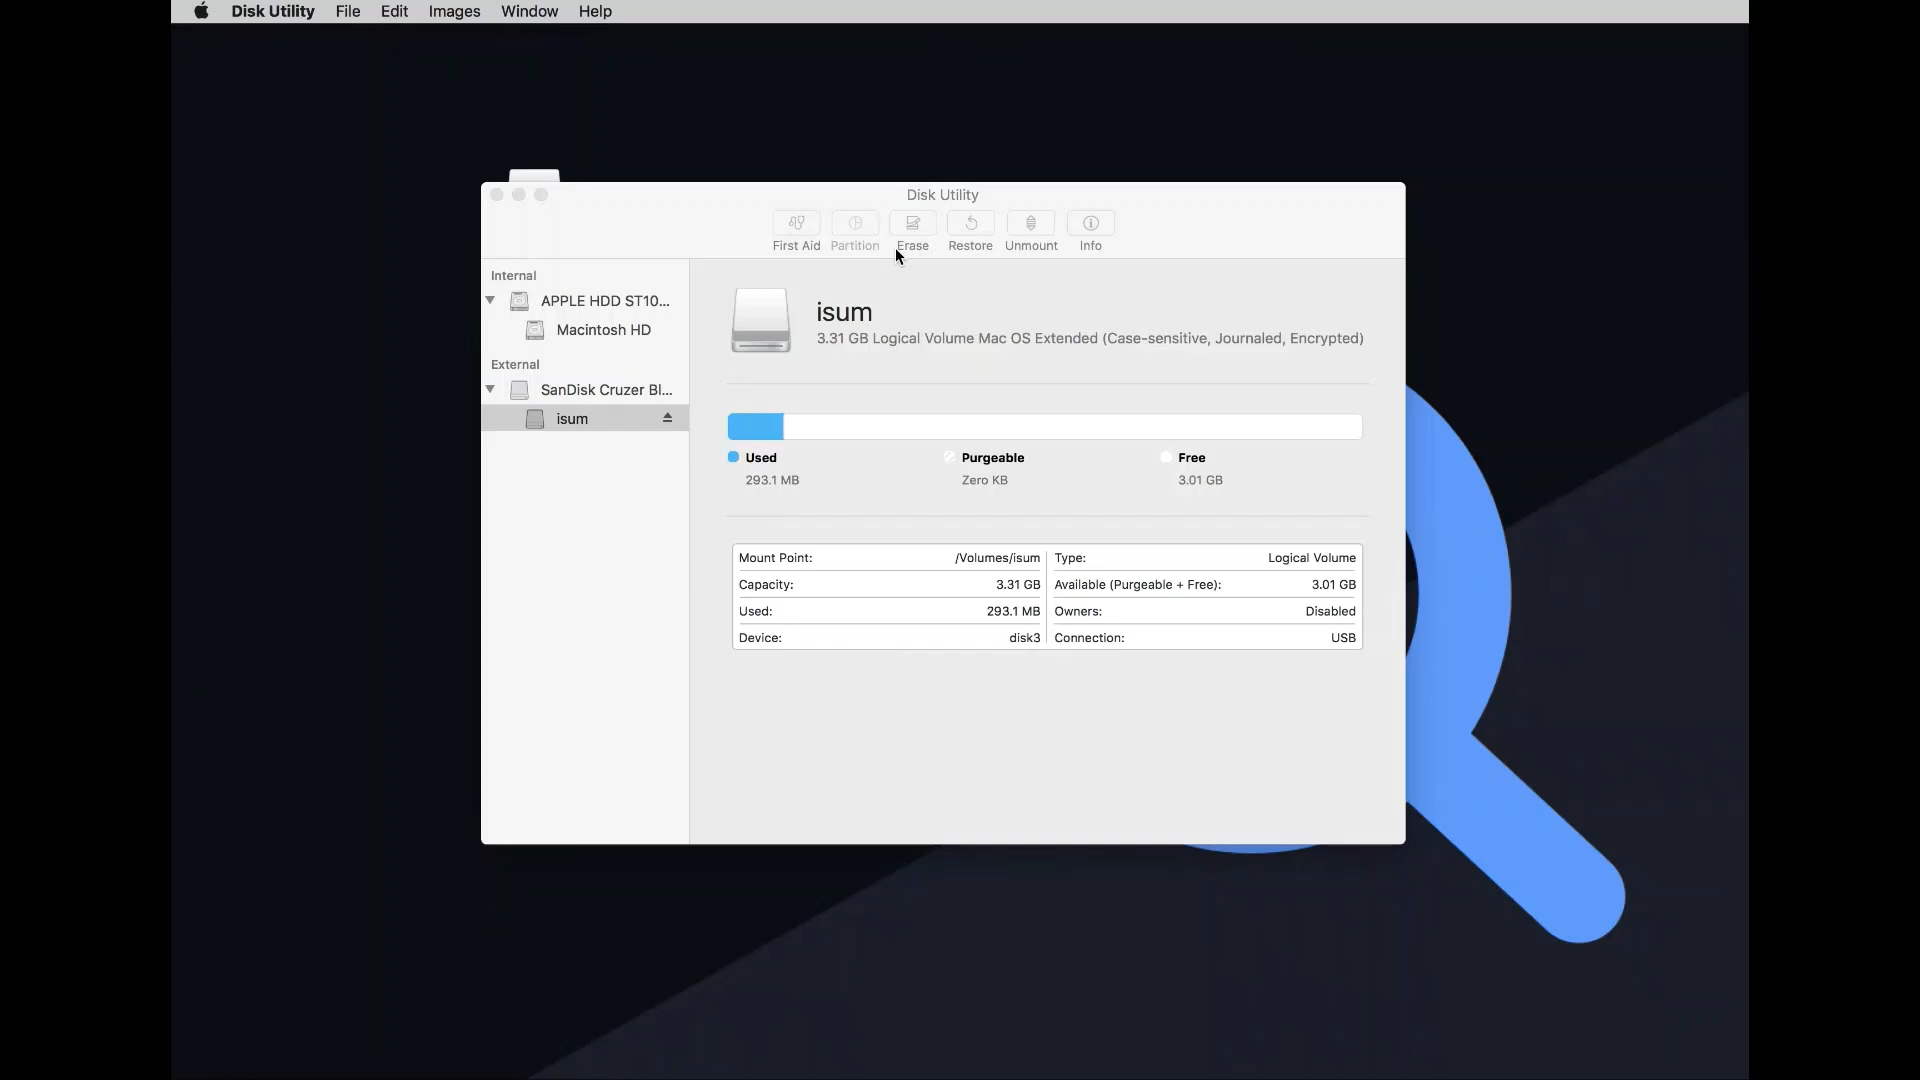 Disk Utility File Edit Images Window Help
Disk Utility
First Aid Partition Erase Restore Unmount Info
Internal
APPLE HDD ST10...
Macintosh HD
External
SanDisk Cruzer Bl...
isum
isum
3.31 GB Logical Volume Mac OS Extended (Case-sensitive, Journaled, Encrypted)
Used Purgeable Free
293.1 MB Zero KB 3.01 GB
Mount Point: /Volumes/isum Type: Logical Volume
Capacity: 3.31 GB Available (Purgeable + Free): 3.01 GB
Used: 293.1 MB Owners: Disabled
Device: disk3 Connection: USB